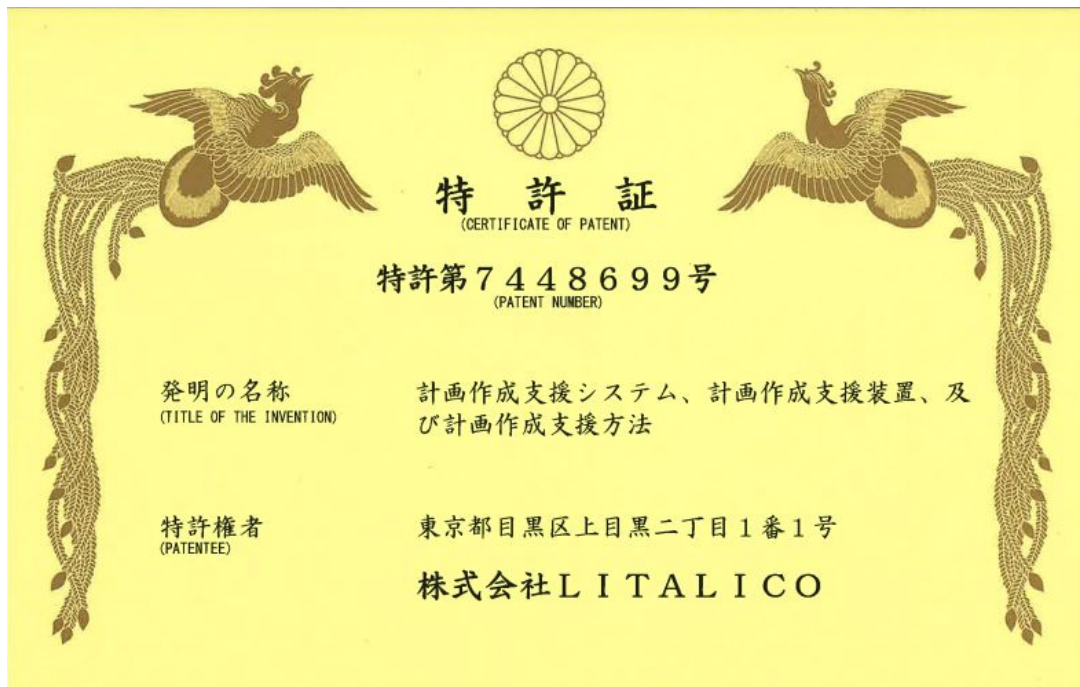 特許証
(CERTIFICATE OF PATENT)
特許第７４４８６９９号
(PATENT NUMBER)
発明の名称
(TITLE OF THE INVENTION)
計画作成支援システム、計画作成支援装置、及
び計画作成支援方法
特許権者
(PATENTEE)
東京都目黒区上目黒二丁目１番１号
株式会社ＬＩＴＡＬＩＣＯ